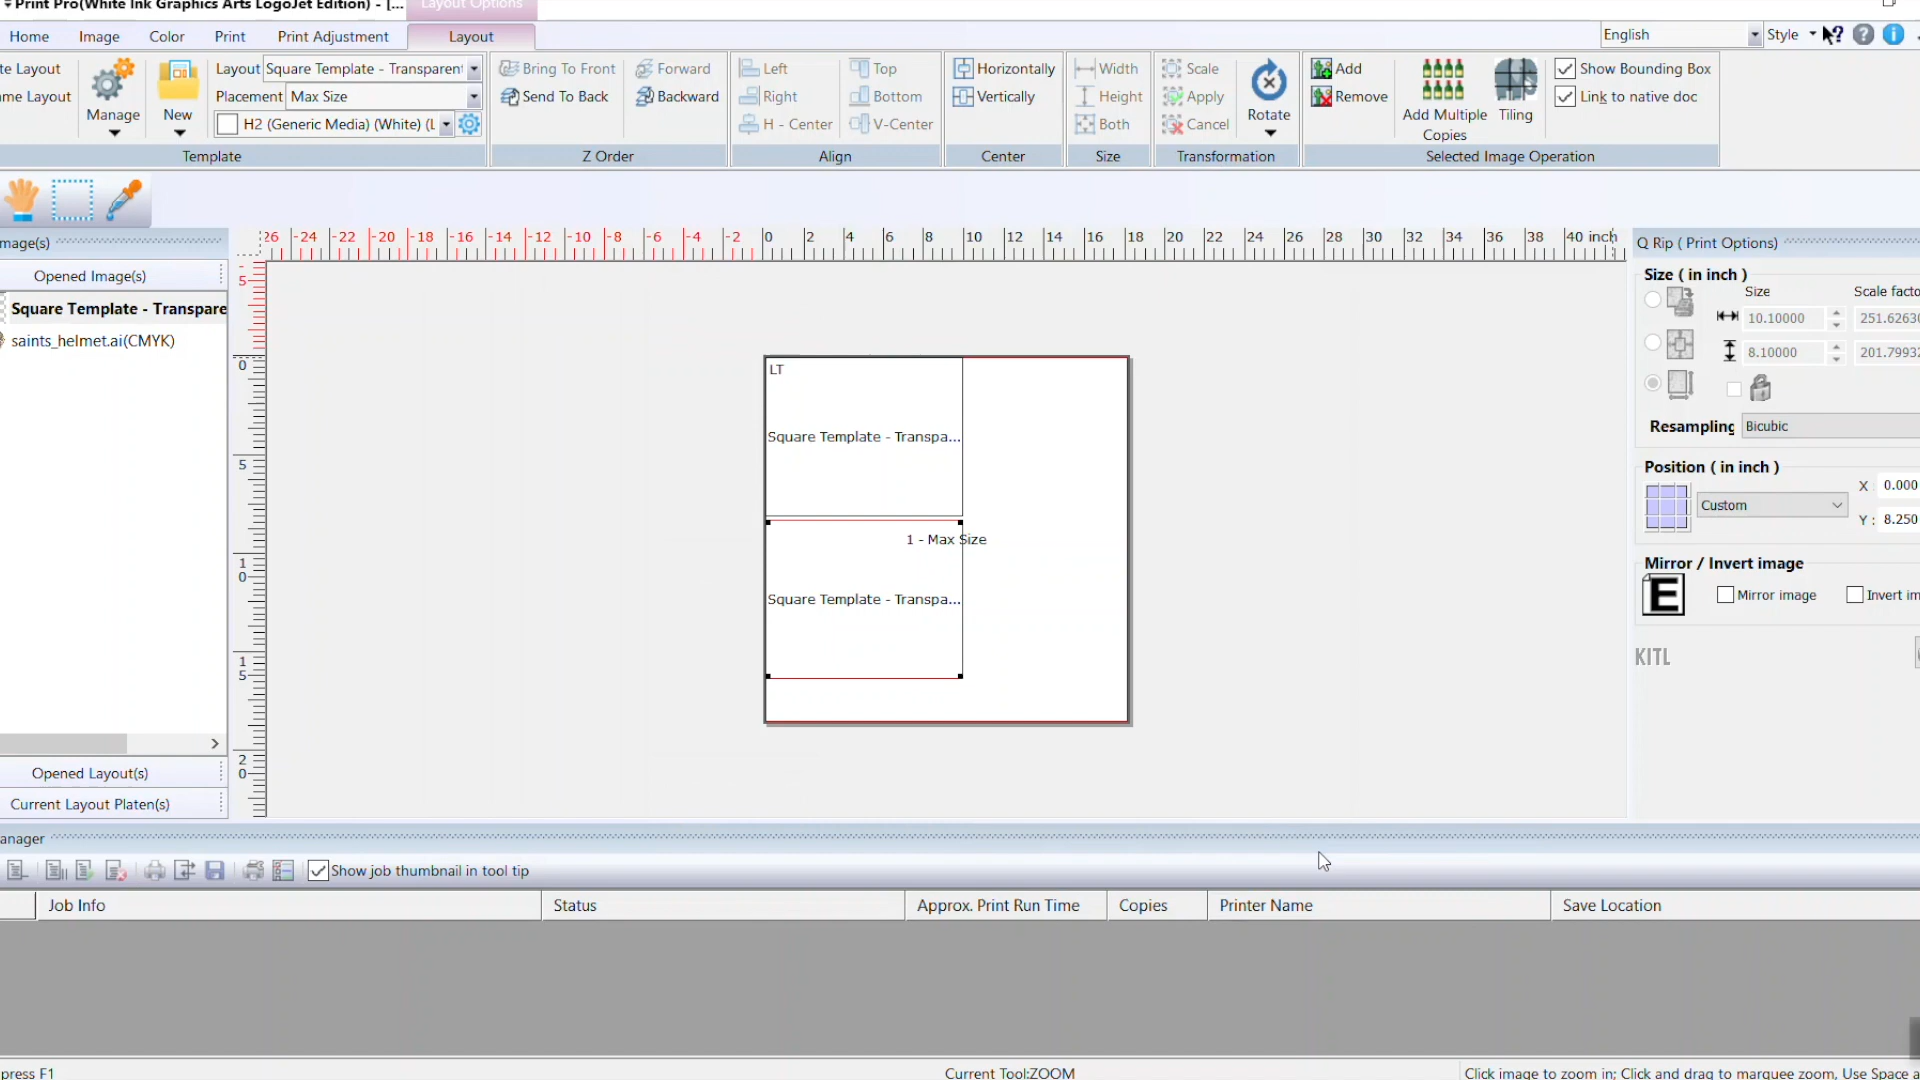 Print Pro(White Ink Graphics Arts LogoJet Edition) - [...
Layout Options
Home Image Color Print Print Adjustment Layout English Style
te Layout
me Layout
Manage
New
Layout Square Template - Transparent
Placement Max Size
H2 (Generic Media) (White) (L
Template
Bring To Front Forward
Send To Back Backward
Z Order
Left Top
Right Bottom
H - Center V-Center
Align
Horizontally
Vertically
Center
Width
Height
Both
Size
Scale
Apply
Cancel
Rotate
Transformation
Add
Remove
Add Multiple
Copies
Tiling
Show Bounding Box
Link to native doc
Selected Image Operation
mage(s)
Opened Image(s)
Square Template - Transpare
saints_helmet.ai(CMYK)
Opened Layout(s)
Current Layout Platen(s)
26 -24 -22 -20 -18 -16 -14 -12 -10 -8 -6 -4 -2 0 2 4 6 8 10 12 14 16 18 20 22 24 26 28 30 32 34 36 38 40 inch
5
0
5
1
0
1
5
2
0
LT
Square Template - Transpa...
1 - Max Size
Square Template - Transpa...
Q Rip ( Print Options)
Size ( in inch )
Size Scale facto
10.10000 251.62630
8.10000 201.79932
Resampling Bicubic
Position ( in inch )
Custom
X 0.000
Y : 8.250
Mirror / Invert image
E
Mirror image Invert im
KITL
anager
Show job thumbnail in tool tip
Job Info Status Approx. Print Run Time Copies Printer Name Save Location
press F1 Current Tool:ZOOM Click image to zoom in; Click and drag to marquee zoom, Use Space a